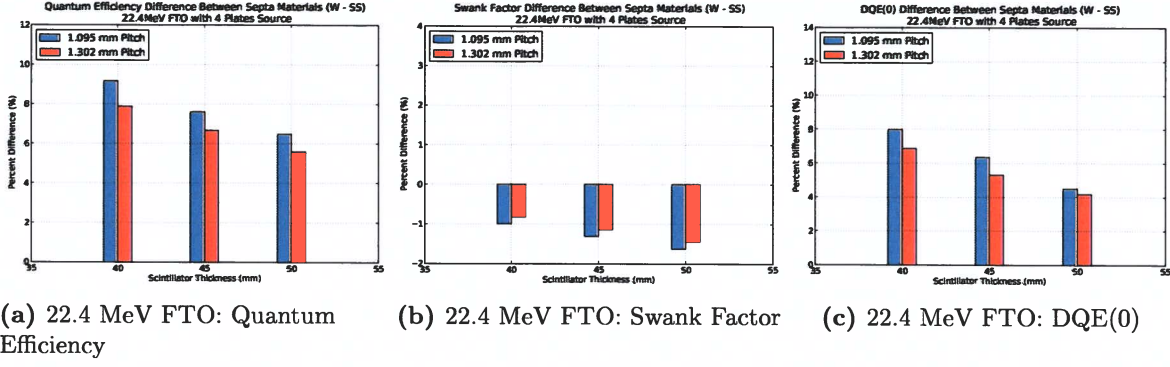 Quantum Efficiency Difference Between Septa Materials (W - SS)
22.4MeV FTO with 4 Plates Source
12
10
8
6
4
2
0
Percent Difference (%)
1.095 mm Pitch
1.302 mm Pitch
35 40 45 50 55
Scintillator Thickness (mm)
(a) 22.4 MeV FTO: Quantum
Efficiency
Swank Factor Difference Between Septa Materials (W - SS)
22.4MeV FTO with 4 Plates Source
4
3
2
1
0
−1
−2
Percent Difference (%)
1.095 mm Pitch
1.302 mm Pitch
35 40 45 50 55
Scintillator Thickness (mm)
(b) 22.4 MeV FTO: Swank Factor
DQE(0) Difference Between Septa Materials (W - SS)
22.4MeV FTO with 4 Plates Source
14
12
10
8
6
4
2
0
Percent Difference (%)
1.095 mm Pitch
1.302 mm Pitch
35 40 45 50 55
Scintillator Thickness (mm)
(c) 22.4 MeV FTO: DQE(0)